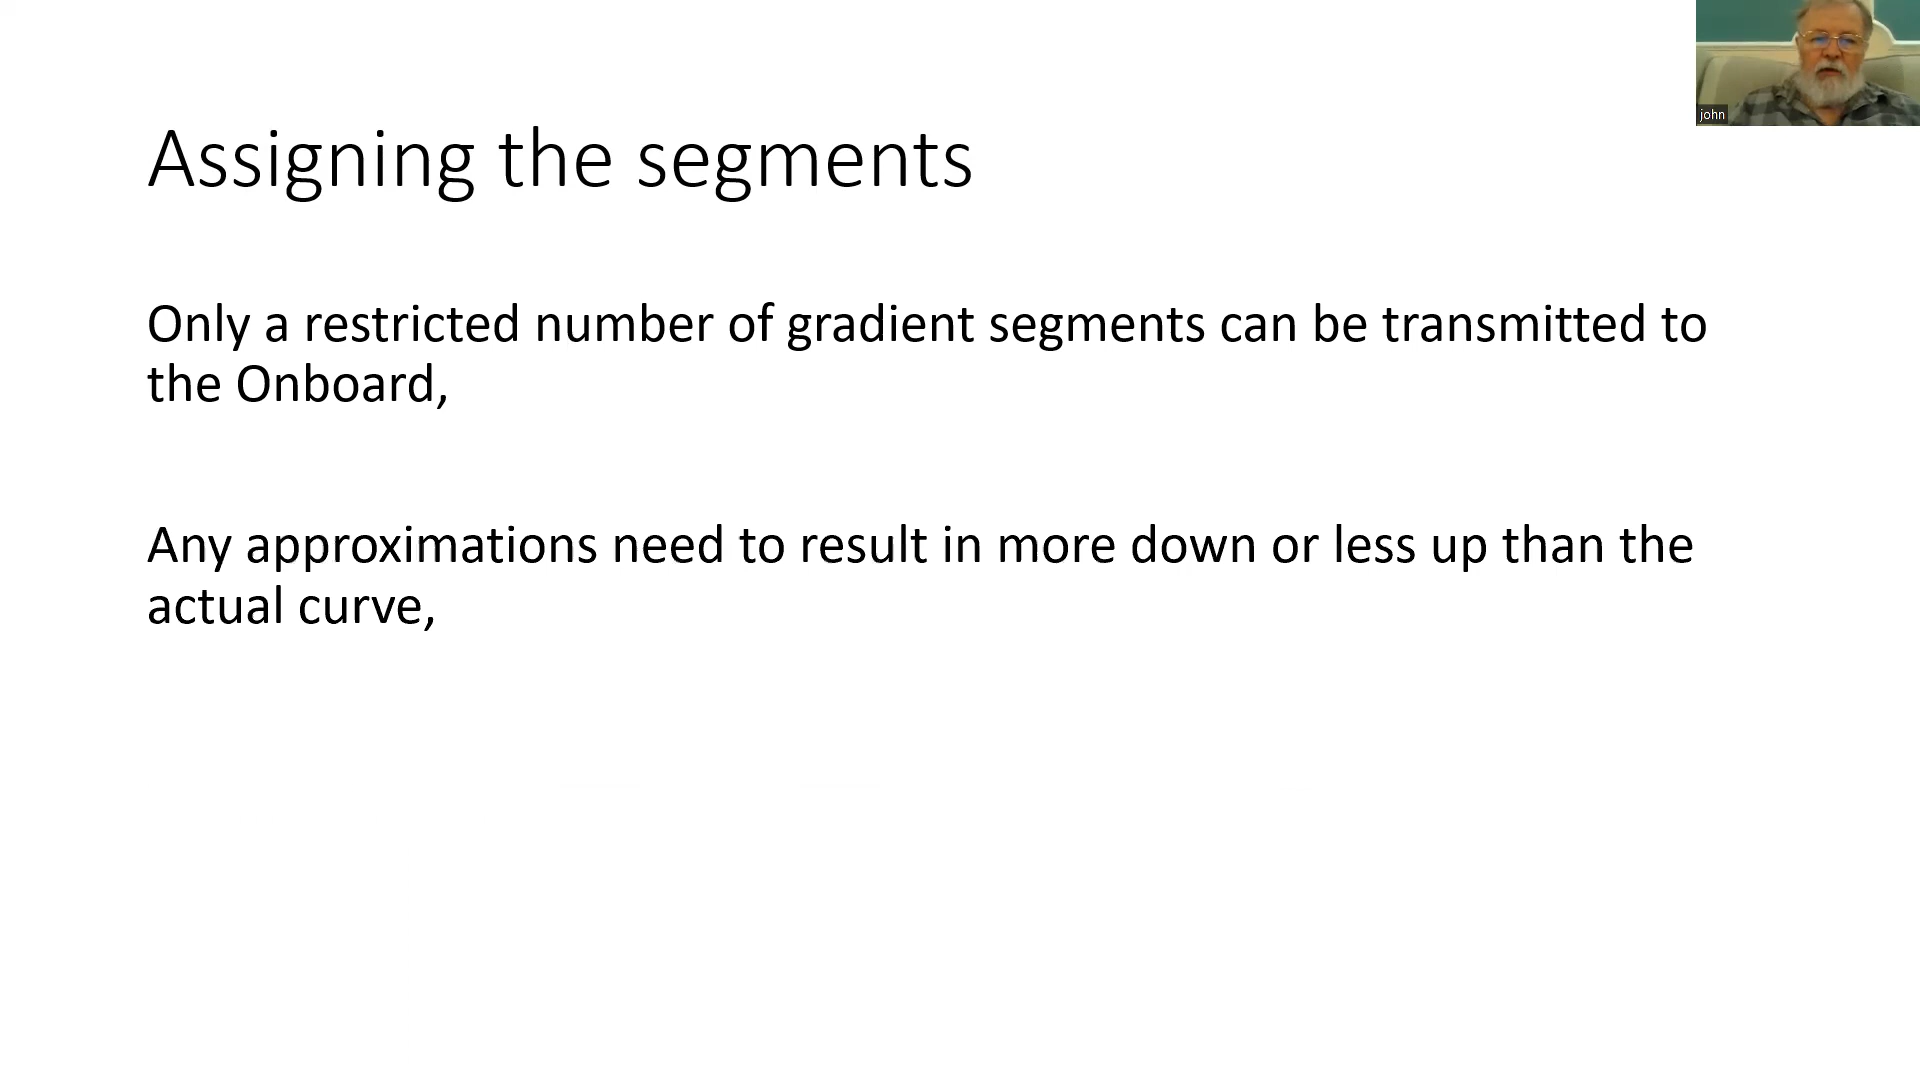 john
Assigning the segments
Only a restricted number of gradient segments can be transmitted to
the Onboard,
Any approximations need to result in more down or less up than the
actual curve,